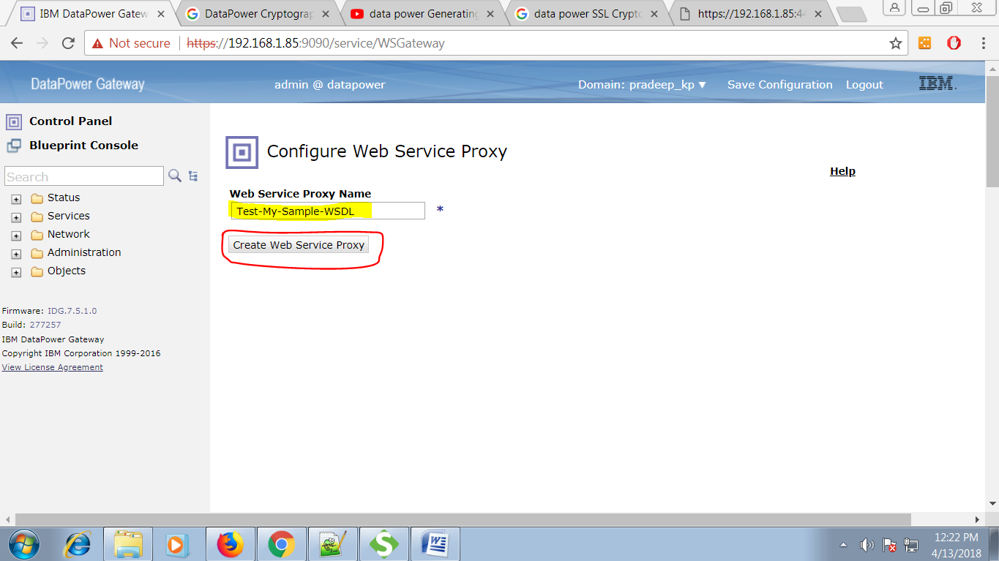 IBM DataPower Gatew
DataPower Cryptograp
data power Generating
data power SSL Crypto
https://192.168.1.85:44
Not secure
https://192.168.1.85:9090/service/WSGateway
DataPower Gateway
admin @ datapower
Domain: pradeep_kp ▼
Save Configuration
Logout
IBM.
Control Panel
Blueprint Console
Search
Status
Services
Network
Administration
Objects
Firmware: IDG.7.5.1.0
Build: 277257
IBM DataPower Gateway
Copyright IBM Corporation 1999-2016
View License Agreement
Configure Web Service Proxy
Help
Web Service Proxy Name
Test-My-Sample-WSDL *
Create Web Service Proxy
12:22 PM
4/13/2018